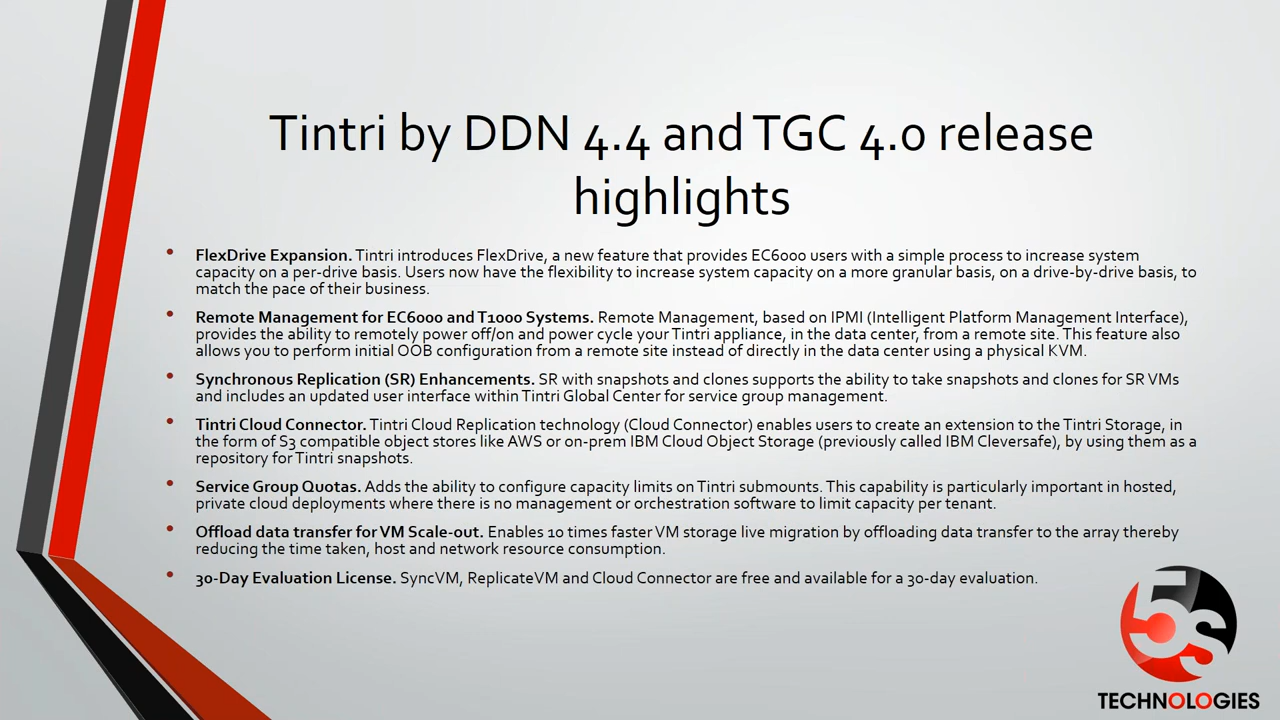 Tintri by DDN 4.4 and TGC 4.0 release
highlights
• FlexDrive Expansion. Tintri introduces FlexDrive, a new feature that provides EC6000 users with a simple process to increase system
capacity on a per-drive basis. Users now have the flexibility to increase system capacity on a more granular basis, on a drive-by-drive basis, to
match the pace of their business.
• Remote Management for EC6000 and T1000 Systems. Remote Management, based on IPMI (Intelligent Platform Management Interface),
provides the ability to remotely power off/on and power cycle your Tintri appliance, in the data center, from a remote site. This feature also
allows you to perform initial OOB configuration from a remote site instead of directly in the data center using a physical KVM.
• Synchronous Replication (SR) Enhancements. SR with snapshots and clones supports the ability to take snapshots and clones for SR VMs
and includes an updated user interface within Tintri Global Center for service group management.
• Tintri Cloud Connector. Tintri Cloud Replication technology (Cloud Connector) enables users to create an extension to the Tintri Storage, in
the form of S3 compatible object stores like AWS or on-prem IBM Cloud Object Storage (previously called IBM Cleversafe), by using them as a
repository for Tintri snapshots.
• Service Group Quotas. Adds the ability to configure capacity limits on Tintri submounts. This capability is particularly important in hosted,
private cloud deployments where there is no management or orchestration software to limit capacity per tenant.
• Offload data transfer for VM Scale-out. Enables 10 times faster VM storage live migration by offloading data transfer to the array thereby
reducing the time taken, host and network resource consumption.
• 30-Day Evaluation License. SyncVM, ReplicateVM and Cloud Connector are free and available for a 30-day evaluation.
5S
TECHNOLOGIES